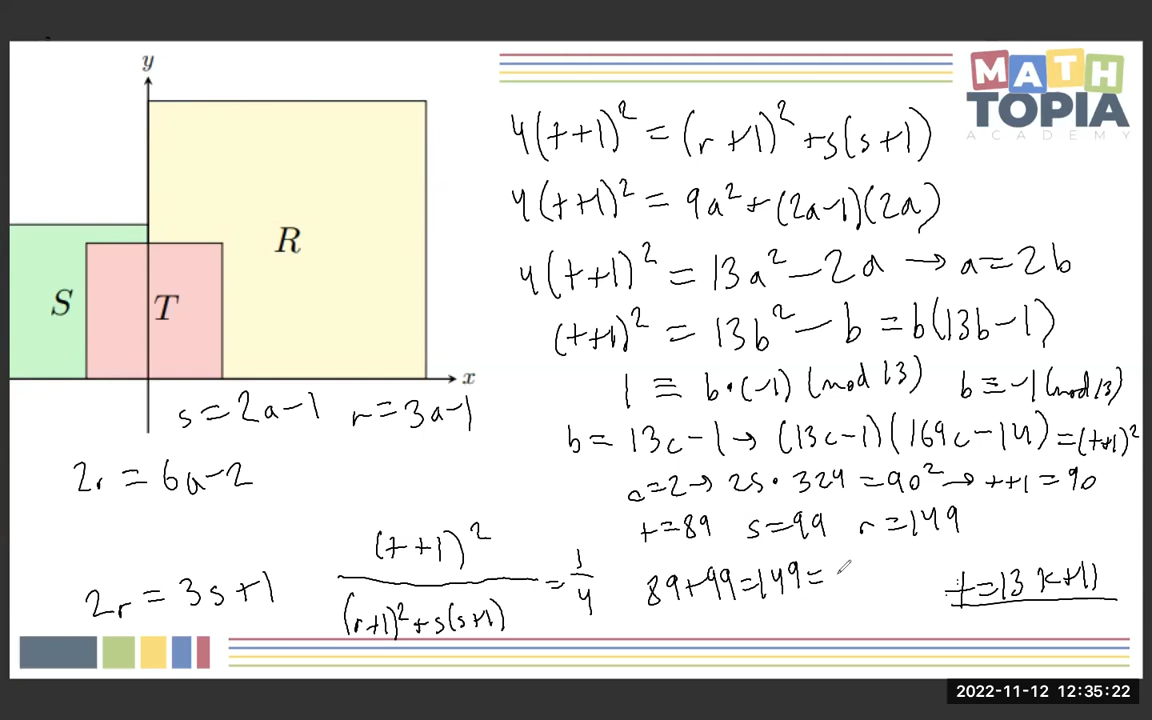 MATH
TOPIA
ACADEMY
y
R
S
T
x
s=2a-1 r=3a-1
2r=6a-2
2r=3s+1
(t+1)²/((r+1)²+s(s+1))=1/4
4(t+1)²=(r+1)²+s(s+1)
4(t+1)²=9a²+(2a-1)(2a)
4(t+1)²=13a²-2a→a=2b
(t+1)²=13b²-b=b(13b-1)
1≡b·(-1)(mod 13) b≡-1(mod 13)
b=13c-1→(13c-1)(169c-14)=(t+1)²
a=2→25·324=90²→t+1=90
t=89 s=99 r=149
89+99=149=
t=13k+11
2022-11-12 12:35:22